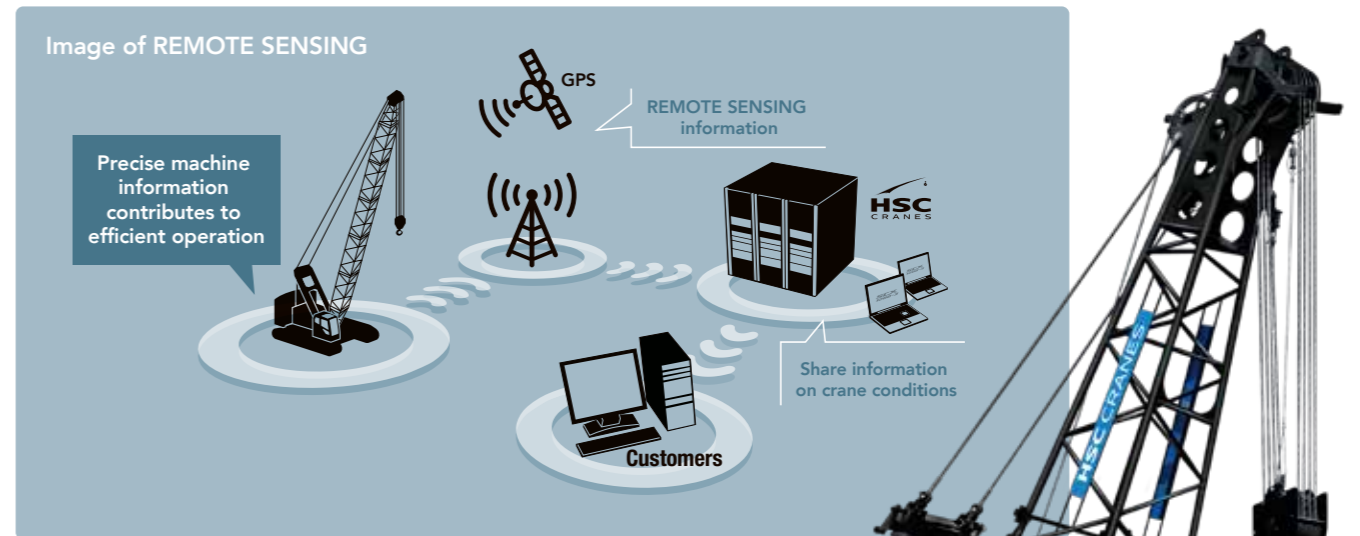 Image of REMOTE SENSING
GPS
REMOTE SENSING
information
Precise machine
information
contributes to
efficient operation
HSC
CRANES
Share information
on crane conditions
Customers
HSC CRANES